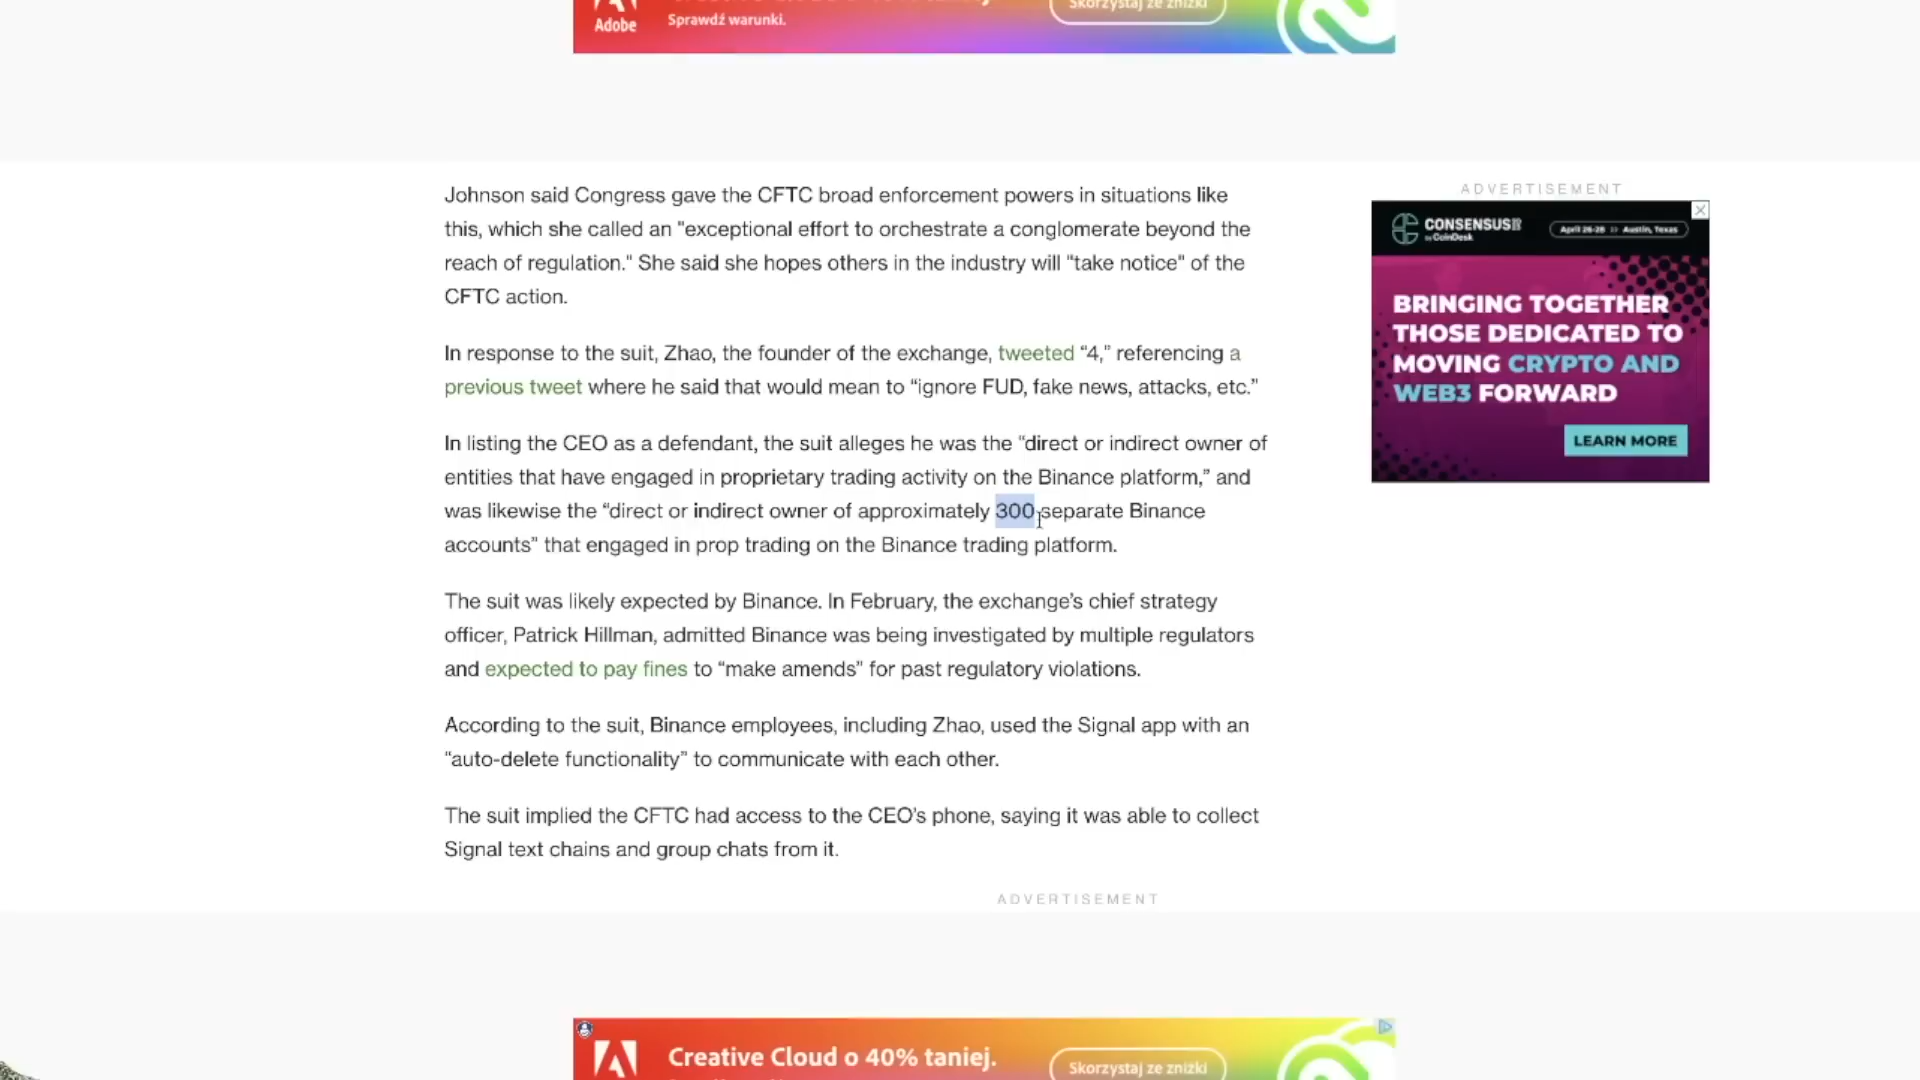 Adobe
Sprawdź warunki.
Skorzystaj ze zniżki
Johnson said Congress gave the CFTC broad enforcement powers in situations like
this, which she called an "exceptional effort to orchestrate a conglomerate beyond the
reach of regulation." She said she hopes others in the industry will "take notice" of the
CFTC action.
In response to the suit, Zhao, the founder of the exchange, tweeted “4,” referencing a
previous tweet where he said that would mean to “ignore FUD, fake news, attacks, etc.”
In listing the CEO as a defendant, the suit alleges he was the “direct or indirect owner of
entities that have engaged in proprietary trading activity on the Binance platform,” and
was likewise the “direct or indirect owner of approximately 300 separate Binance
accounts” that engaged in prop trading on the Binance trading platform.
The suit was likely expected by Binance. In February, the exchange’s chief strategy
officer, Patrick Hillman, admitted Binance was being investigated by multiple regulators
and expected to pay fines to “make amends” for past regulatory violations.
According to the suit, Binance employees, including Zhao, used the Signal app with an
“auto-delete functionality” to communicate with each other.
The suit implied the CFTC had access to the CEO’s phone, saying it was able to collect
Signal text chains and group chats from it.
ADVERTISEMENT
CONSENSUS
by CoinDesk
April 26-28 Austin, Texas
BRINGING TOGETHER
THOSE DEDICATED TO
MOVING CRYPTO AND
WEB3 FORWARD
LEARN MORE
ADVERTISEMENT
Creative Cloud o 40% taniej.
Skorzystaj ze zniżki